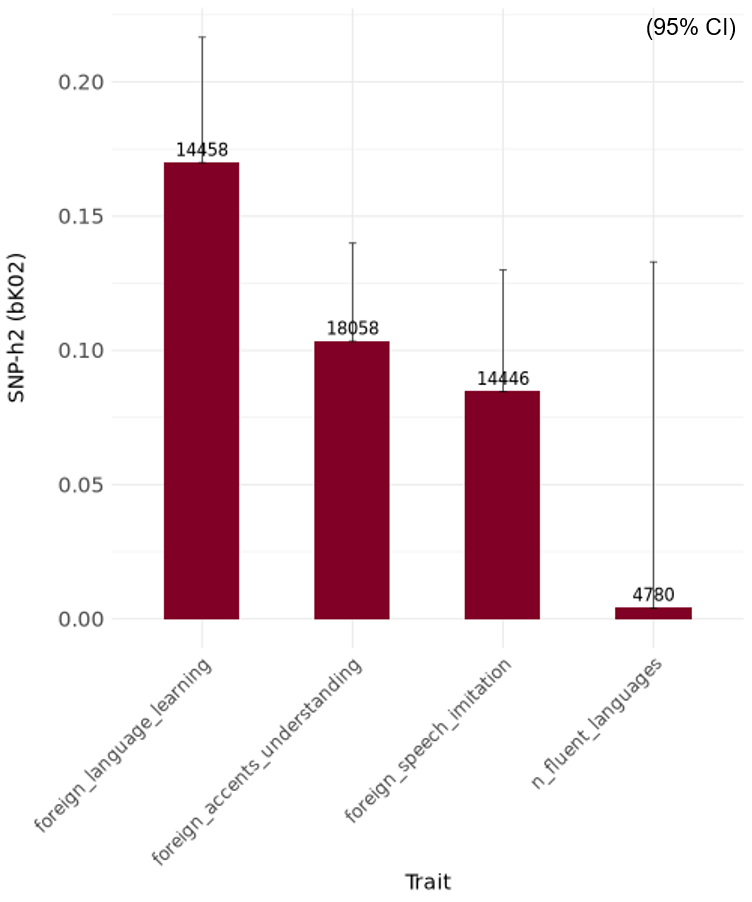 (95% CI)
0.20
14458
0.15
18058
0.10
14446
0.05
4780
0.00
SNP-h2 (bK02)
foreign_language_learning
foreign_accents_understanding
foreign_speech_imitation
n_fluent_languages
Trait